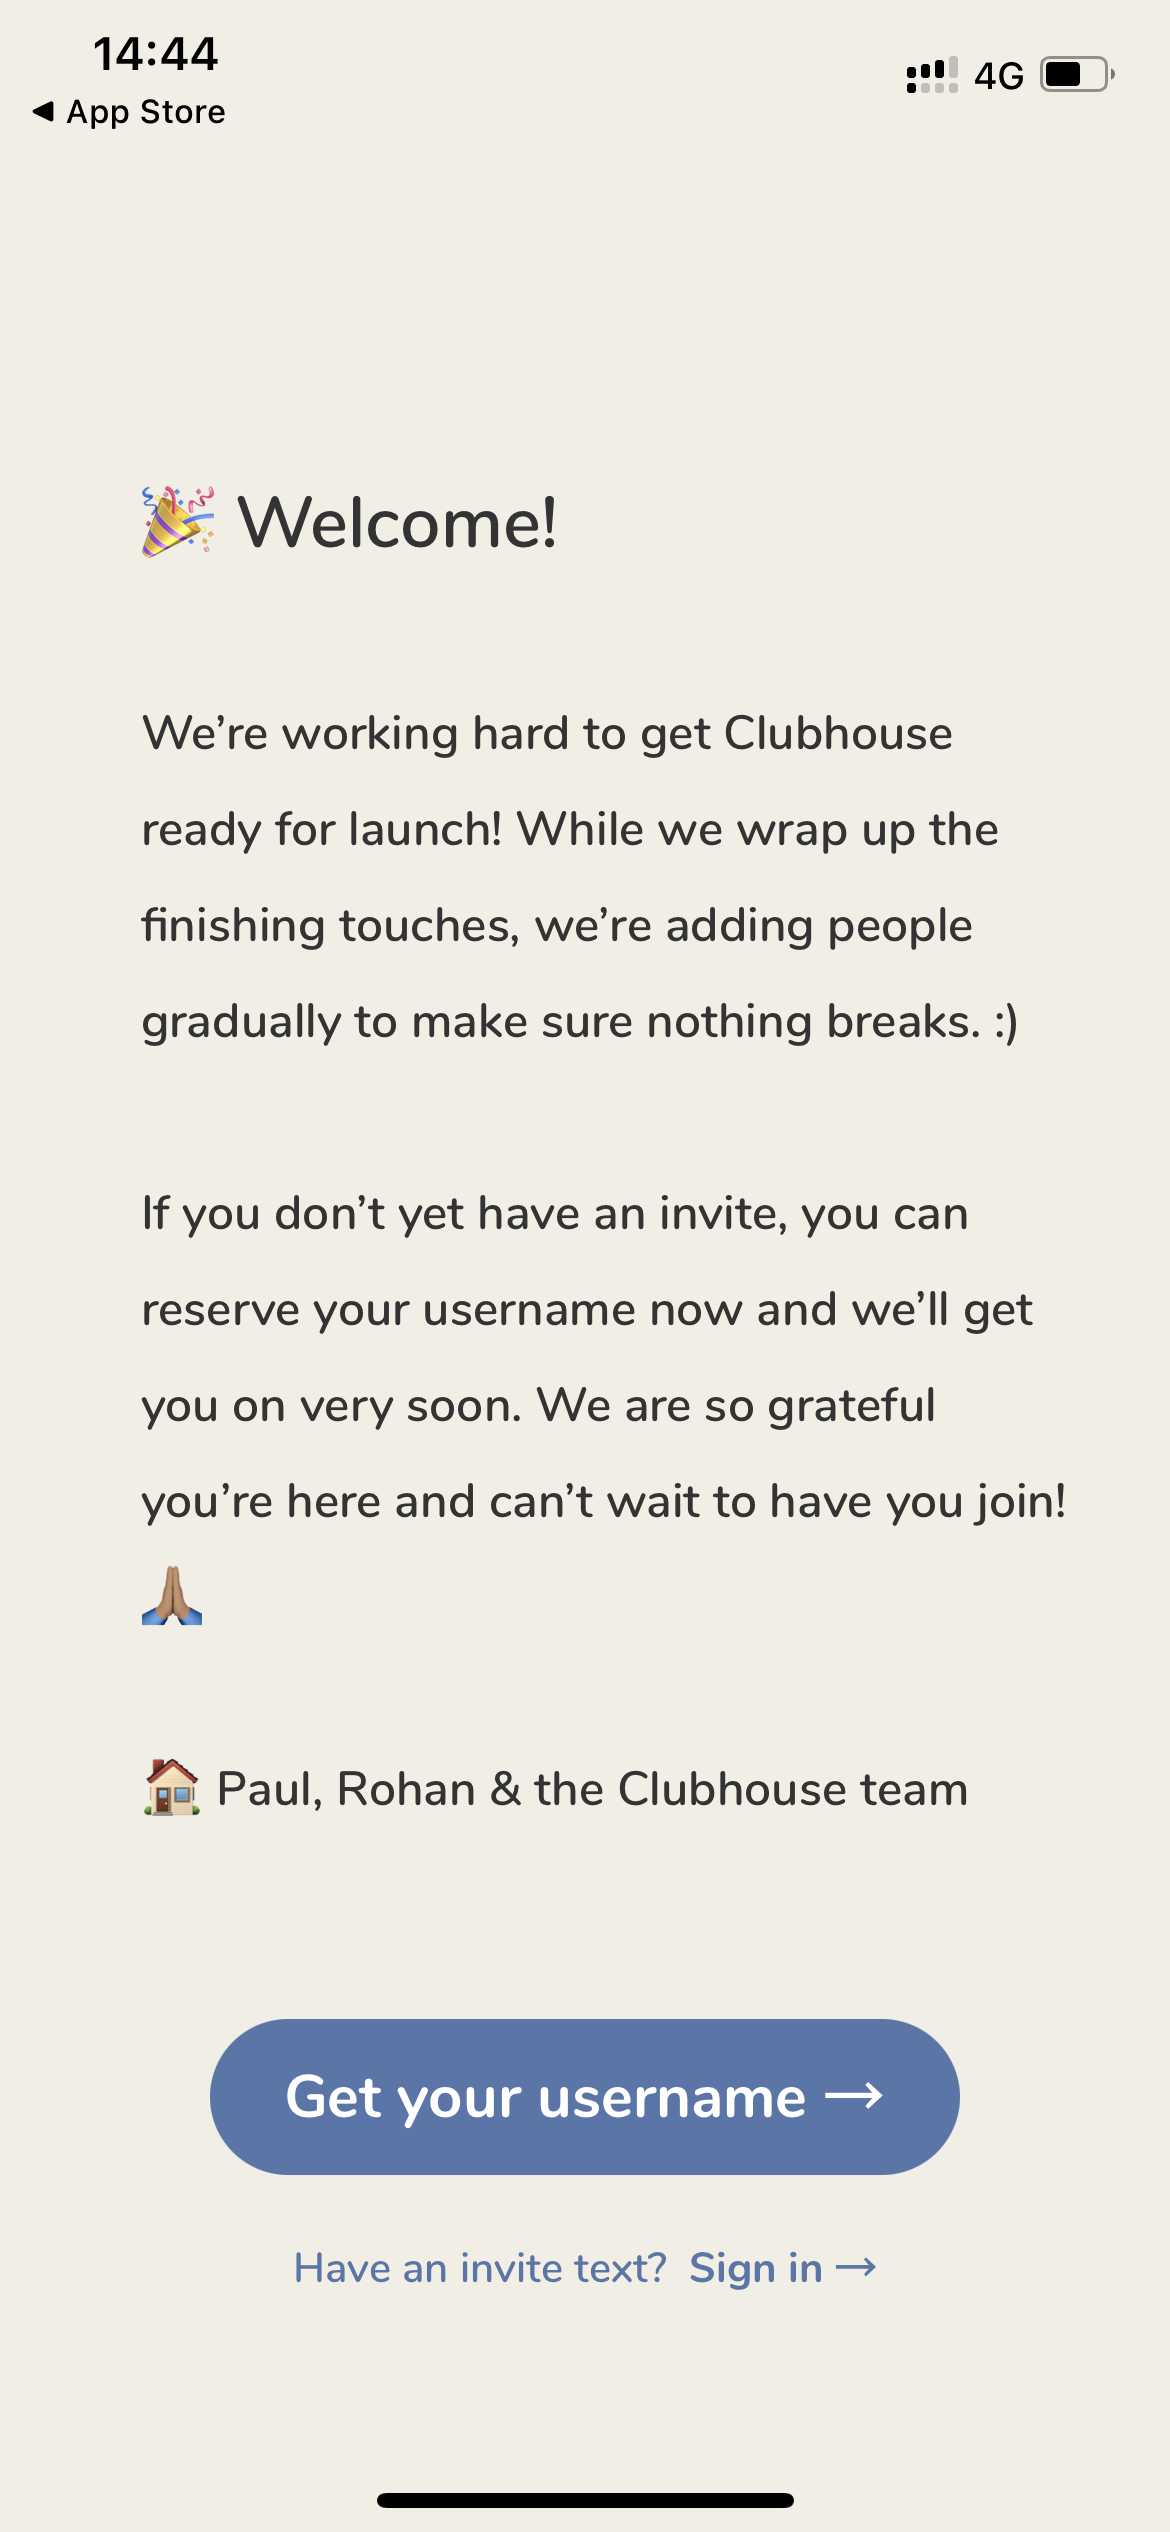 14:44
4G
◀ App Store
🎉 Welcome!
We’re working hard to get Clubhouse
ready for launch! While we wrap up the
finishing touches, we’re adding people
gradually to make sure nothing breaks. :)
If you don’t yet have an invite, you can
reserve your username now and we’ll get
you on very soon. We are so grateful
you’re here and can’t wait to have you join!
🙏🏽
🏠 Paul, Rohan & the Clubhouse team
Get your username →
Have an invite text? Sign in →